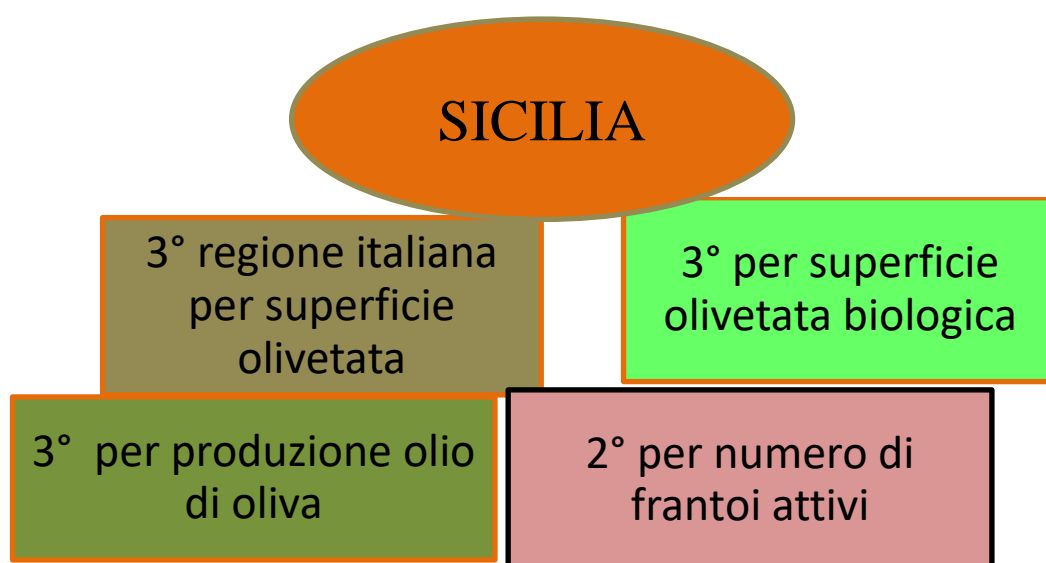 SICILIA
3° regione italiana
per superficie
olivetata
3° per superficie
olivetata biologica
3° per produzione olio
di oliva
2° per numero di
frantoi attivi